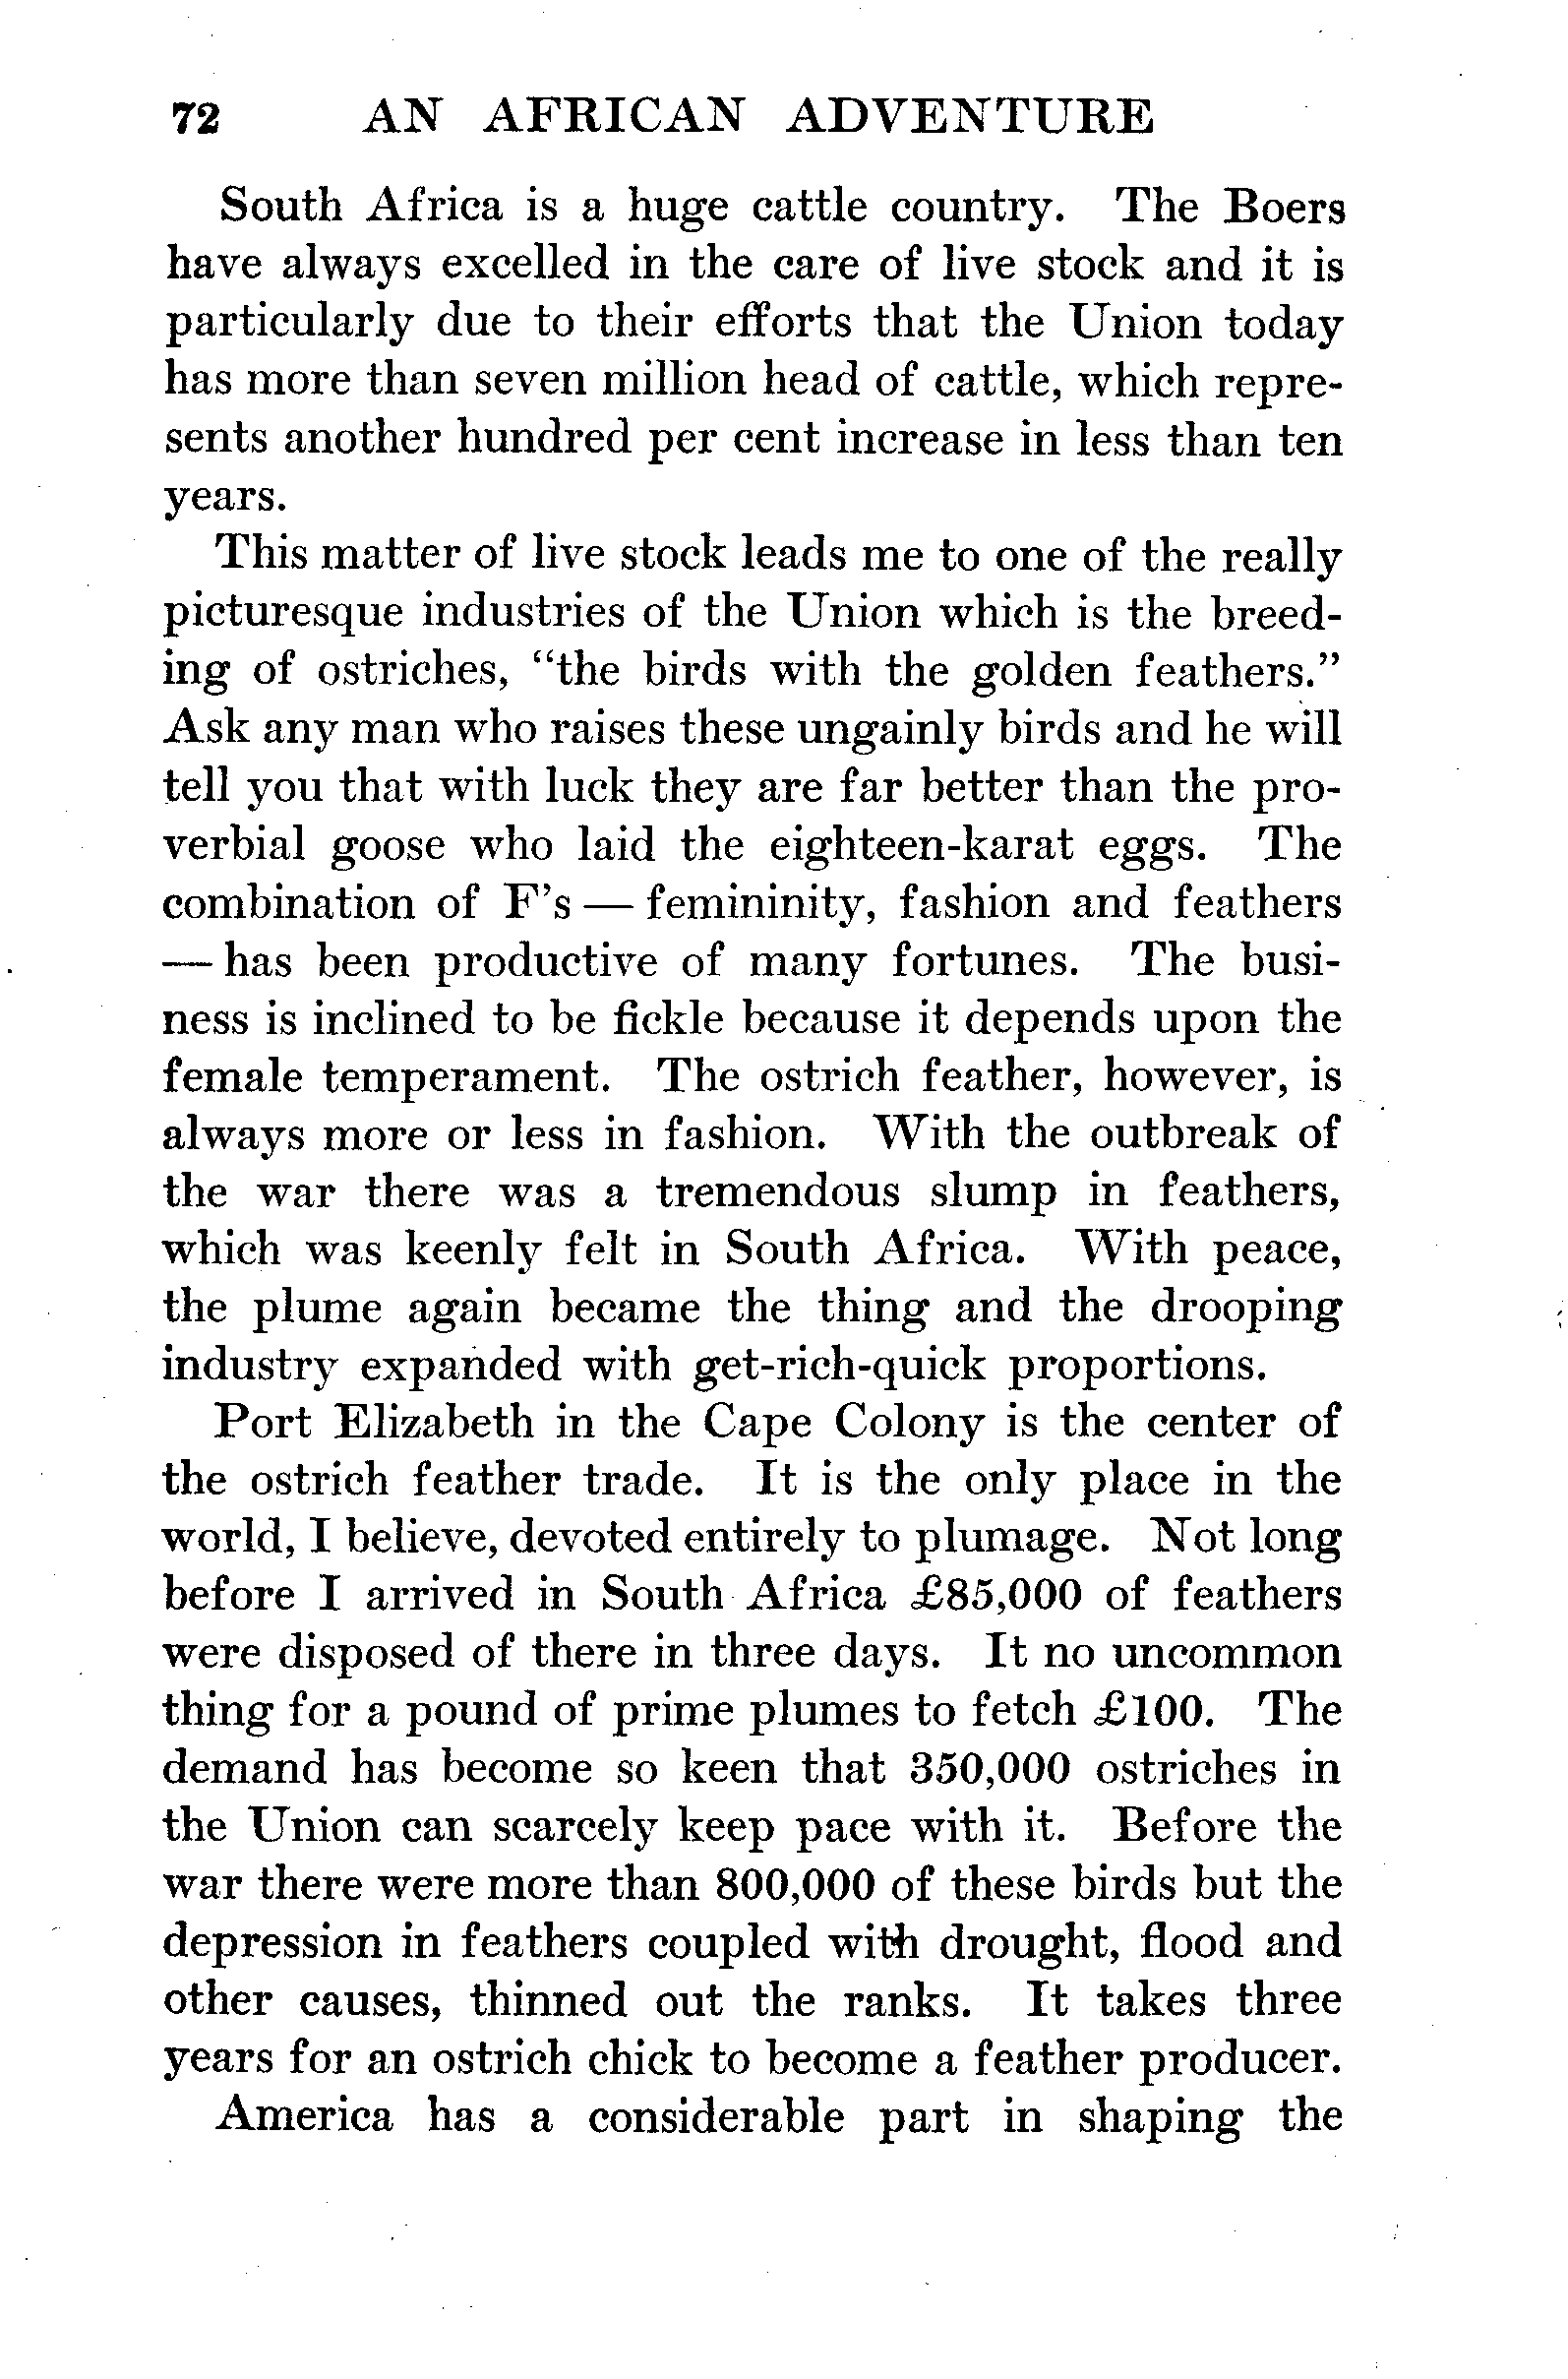 72 AN AFRICAN ADVENTURE
South Africa is a huge cattle country. The Boers
have always excelled in the care of live stock and it is
particularly due to their efforts that the Union today
has more than seven million head of cattle, which repre-
sents another hundred per cent increase in less than ten
years.
This matter of live stock leads me to one of the really
picturesque industries of the Union which is the breed-
ing of ostriches, “the birds with the golden feathers.”
Ask any man who raises these ungainly birds and he will
tell you that with luck they are far better than the pro-
verbial goose who laid the eighteen-karat eggs. The
combination of F’s — femininity, fashion and feathers
— has been productive of many fortunes. The busi-
ness is inclined to be fickle because it depends upon the
female temperament. The ostrich feather, however, is
always more or less in fashion. With the outbreak of
the war there was a tremendous slump in feathers,
which was keenly felt in South Africa. With peace,
the plume again became the thing and the drooping
industry expanded with get-rich-quick proportions.
Port Elizabeth in the Cape Colony is the center of
the ostrich feather trade. It is the only place in the
world, I believe, devoted entirely to plumage. Not long
before I arrived in South Africa £85,000 of feathers
were disposed of there in three days. It no uncommon
thing for a pound of prime plumes to fetch £100. The
demand has become so keen that 350,000 ostriches in
the Union can scarcely keep pace with it. Before the
war there were more than 800,000 of these birds but the
depression in feathers coupled with drought, flood and
other causes, thinned out the ranks. It takes three
years for an ostrich chick to become a feather producer.
America has a considerable part in shaping the